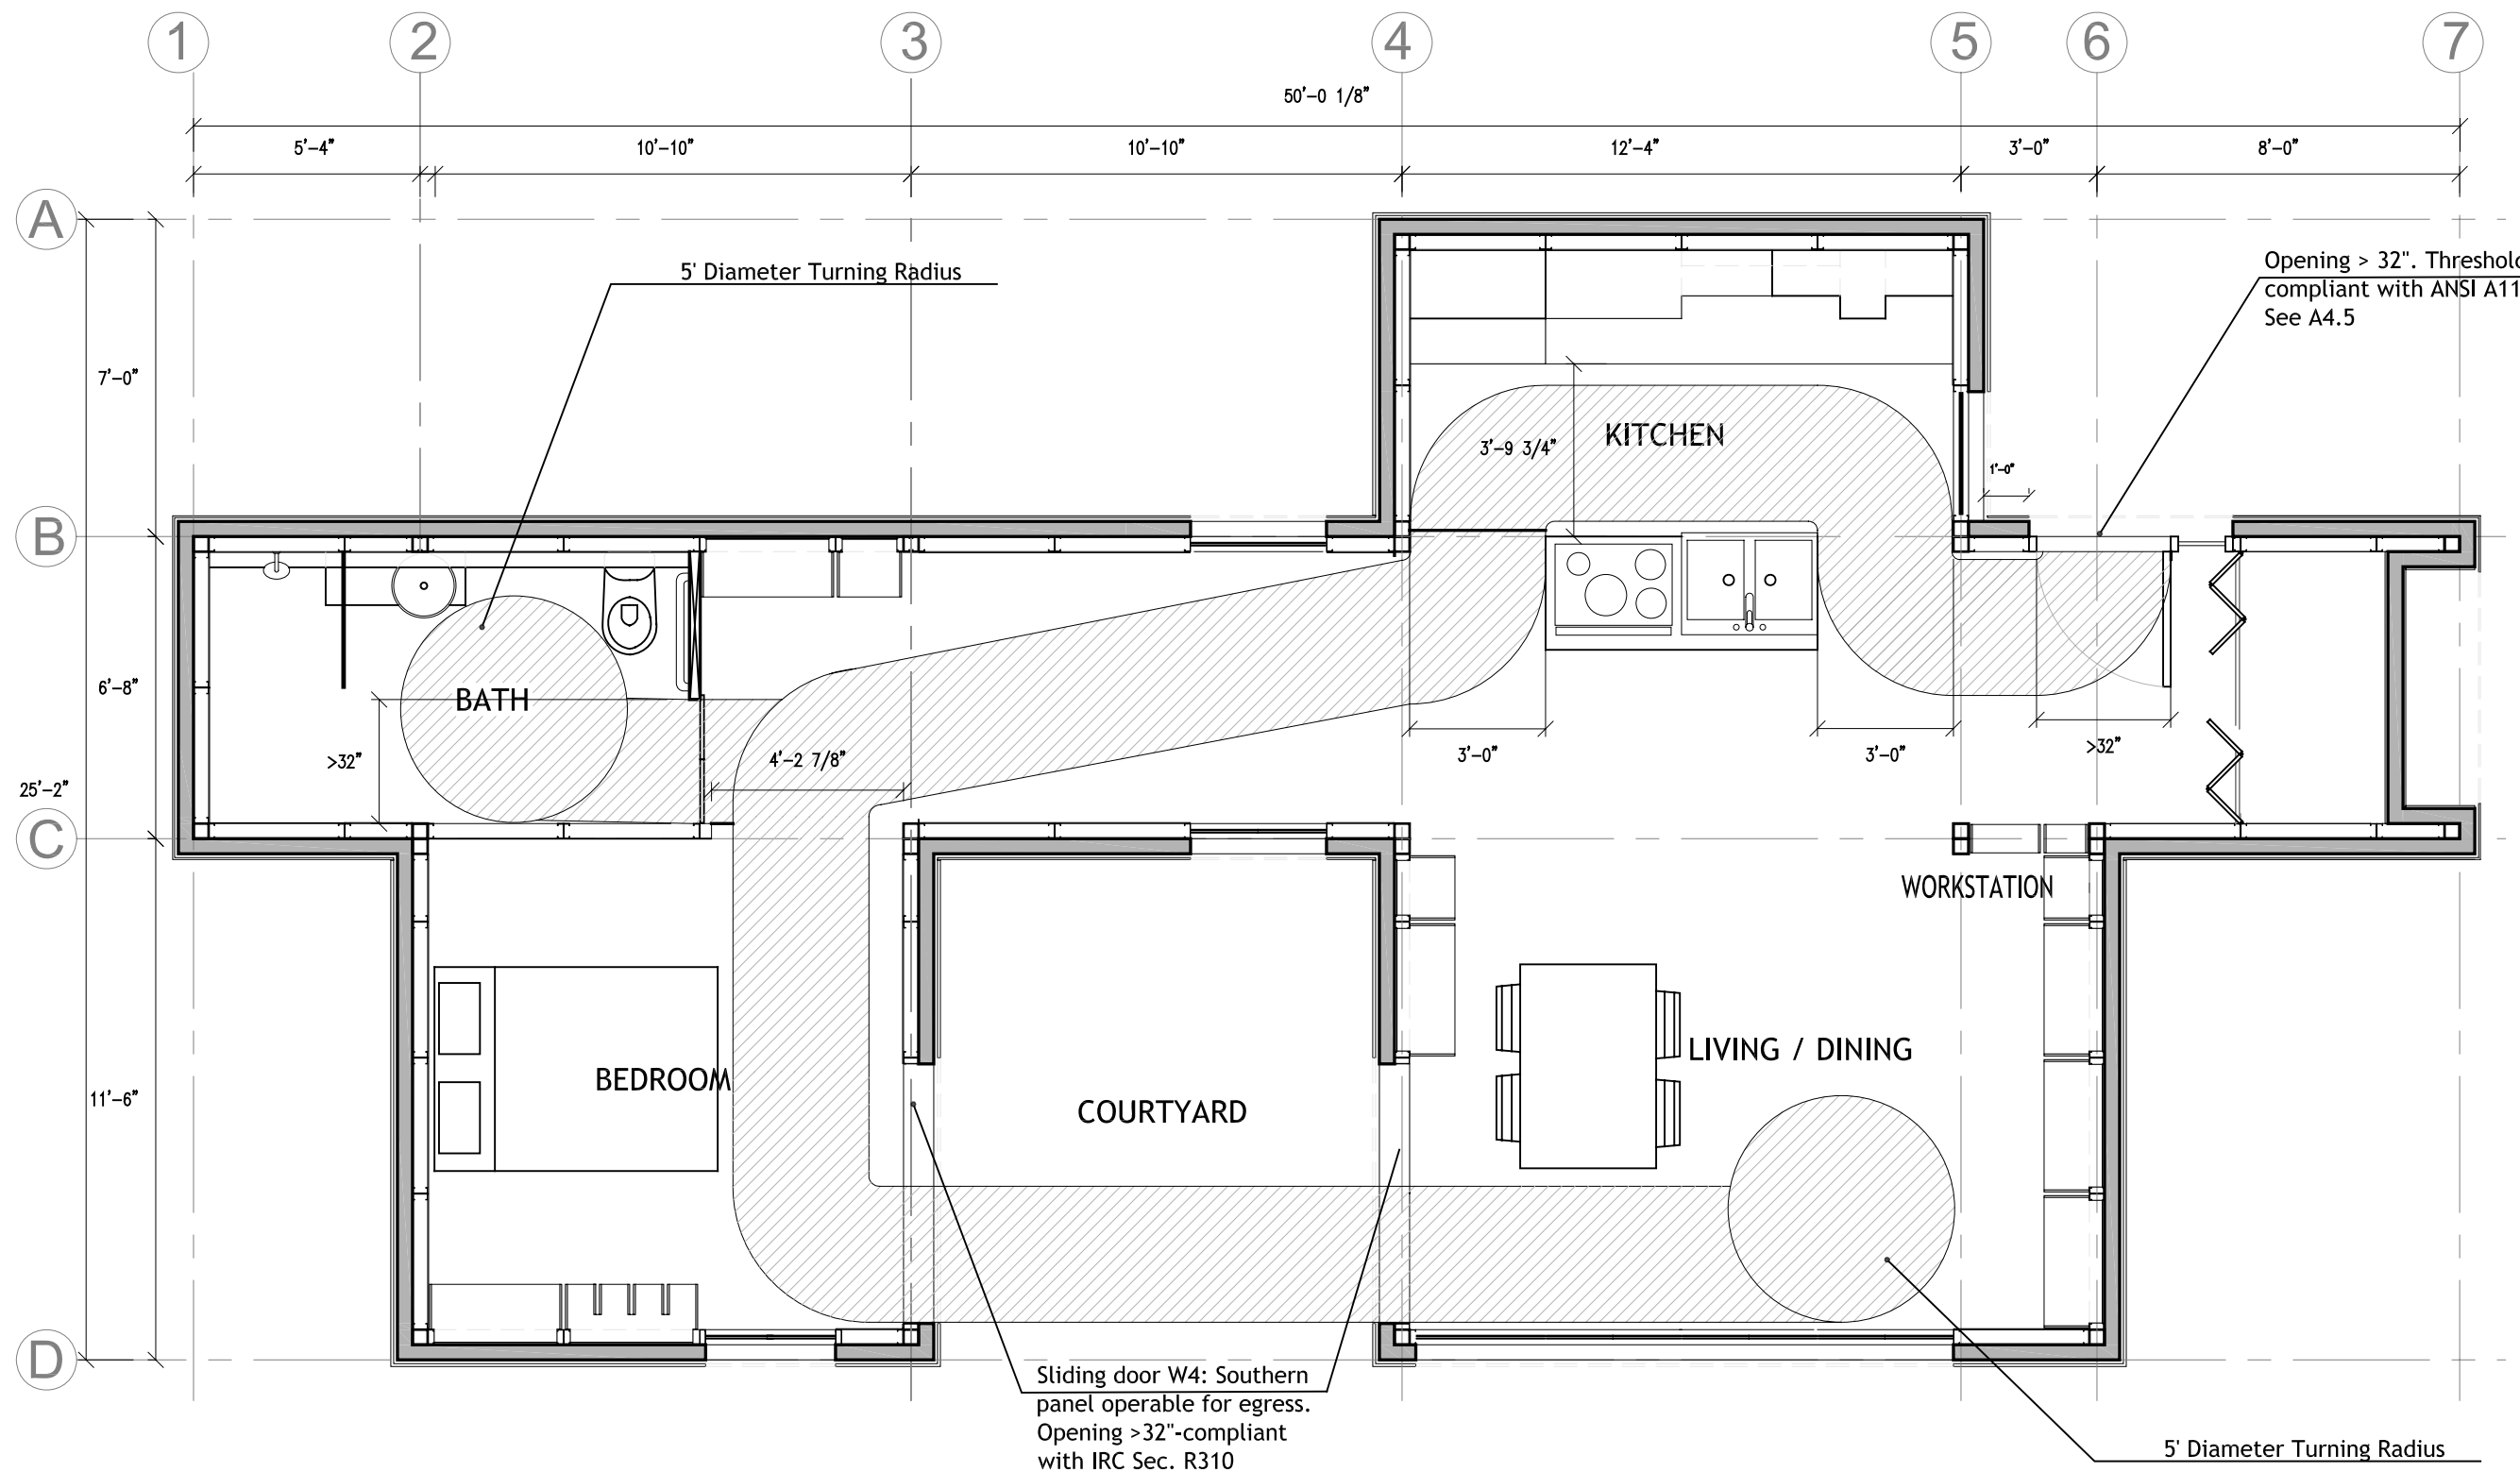 1 2 3 4 5 6 7
50'-0 1/8"
5'-4" 10'-10" 10'-10" 12'-4" 3'-0" 8'-0"
A
5' Diameter Turning Radius
Opening > 32". Threshold
compliant with ANSI A11
See A4.5
7'-0"
KITCHEN
3'-9 3/4"
1'-0"
B
6'-8"
BATH
>32"
4'-2 7/8"
3'-0"
3'-0"
>32"
25'-2"
C
WORKSTATION
LIVING / DINING
BEDROOM
11'-6"
COURTYARD
D
Sliding door W4: Southern
panel operable for egress.
Opening >32"-compliant
with IRC Sec. R310
5' Diameter Turning Radius